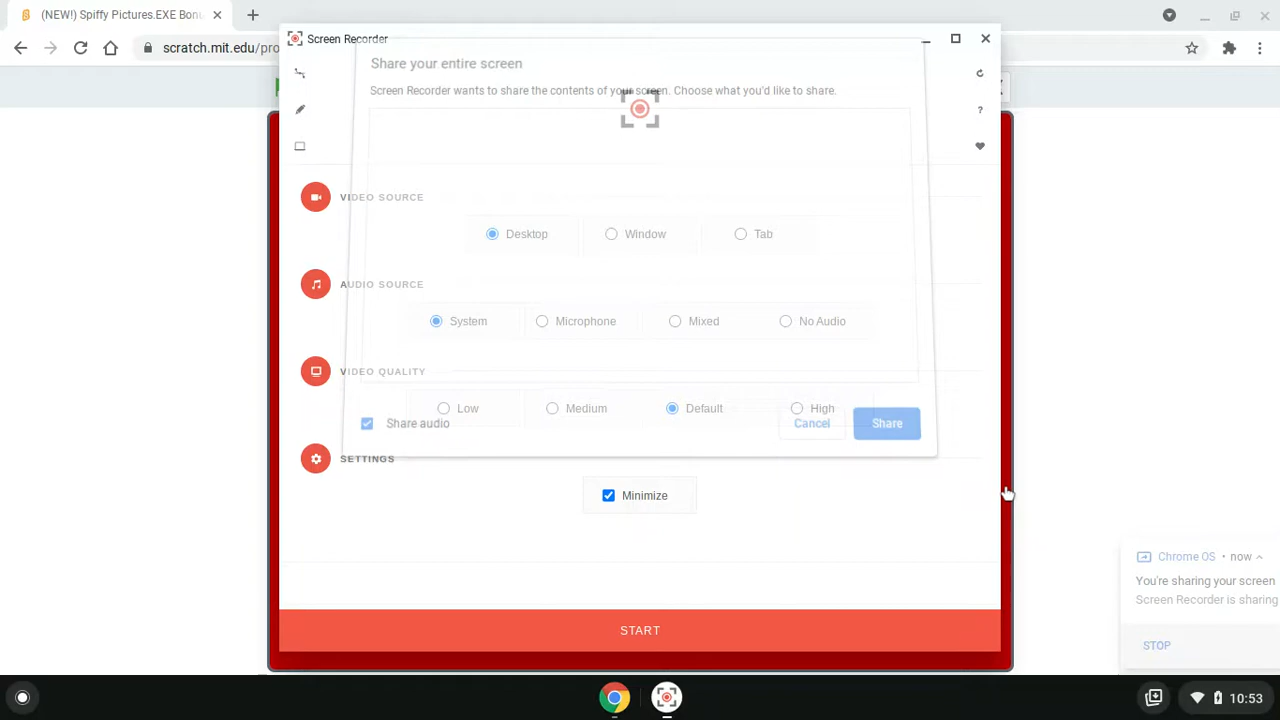 (NEW!) Spiffy Pictures.EXE Bonu
scratch.mit.edu/pro
Screen Recorder
Share your entire screen
Screen Recorder wants to share the contents of your screen. Choose what you'd like to share.
?
VIDEO SOURCE
Desktop
Window
Tab
AUDIO SOURCE
System
Microphone
Mixed
No Audio
VIDEO QUALITY
Low
Medium
Default
High
Share audio
Cancel
Share
SETTINGS
Minimize
START
Chrome OS • now
You're sharing your screen
Screen Recorder is sharing
STOP
10:53